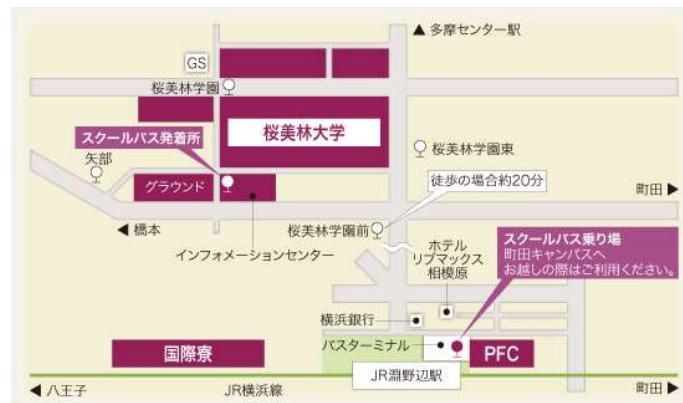 ▲ 多摩センター駅
GS
桜美林学園
桜美林大学
スクールバス発着所
桜美林学園東
矢部
グラウンド
徒歩の場合約20分
町田 ▶
◀ 橋本
桜美林学園前
インフォメーションセンター
ホテル
リブマックス
相模原
スクールバス乗り場
町田キャンパスへ
お越しの際はご利用ください。
横浜銀行
バスターミナル
国際寮
PFC
JR淵野辺駅
◀ 八王子
JR横浜線
町田 ▶